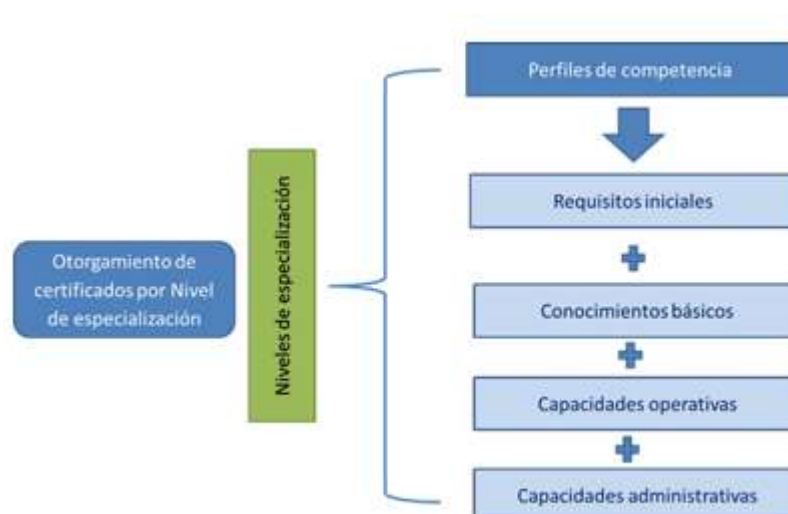 Otorgamiento de
certificados por Nivel
de especialización
Niveles de especialización
Perfiles de competencia
Requisitos iniciales
Conocimientos básicos
Capacidades operativas
Capacidades administrativas